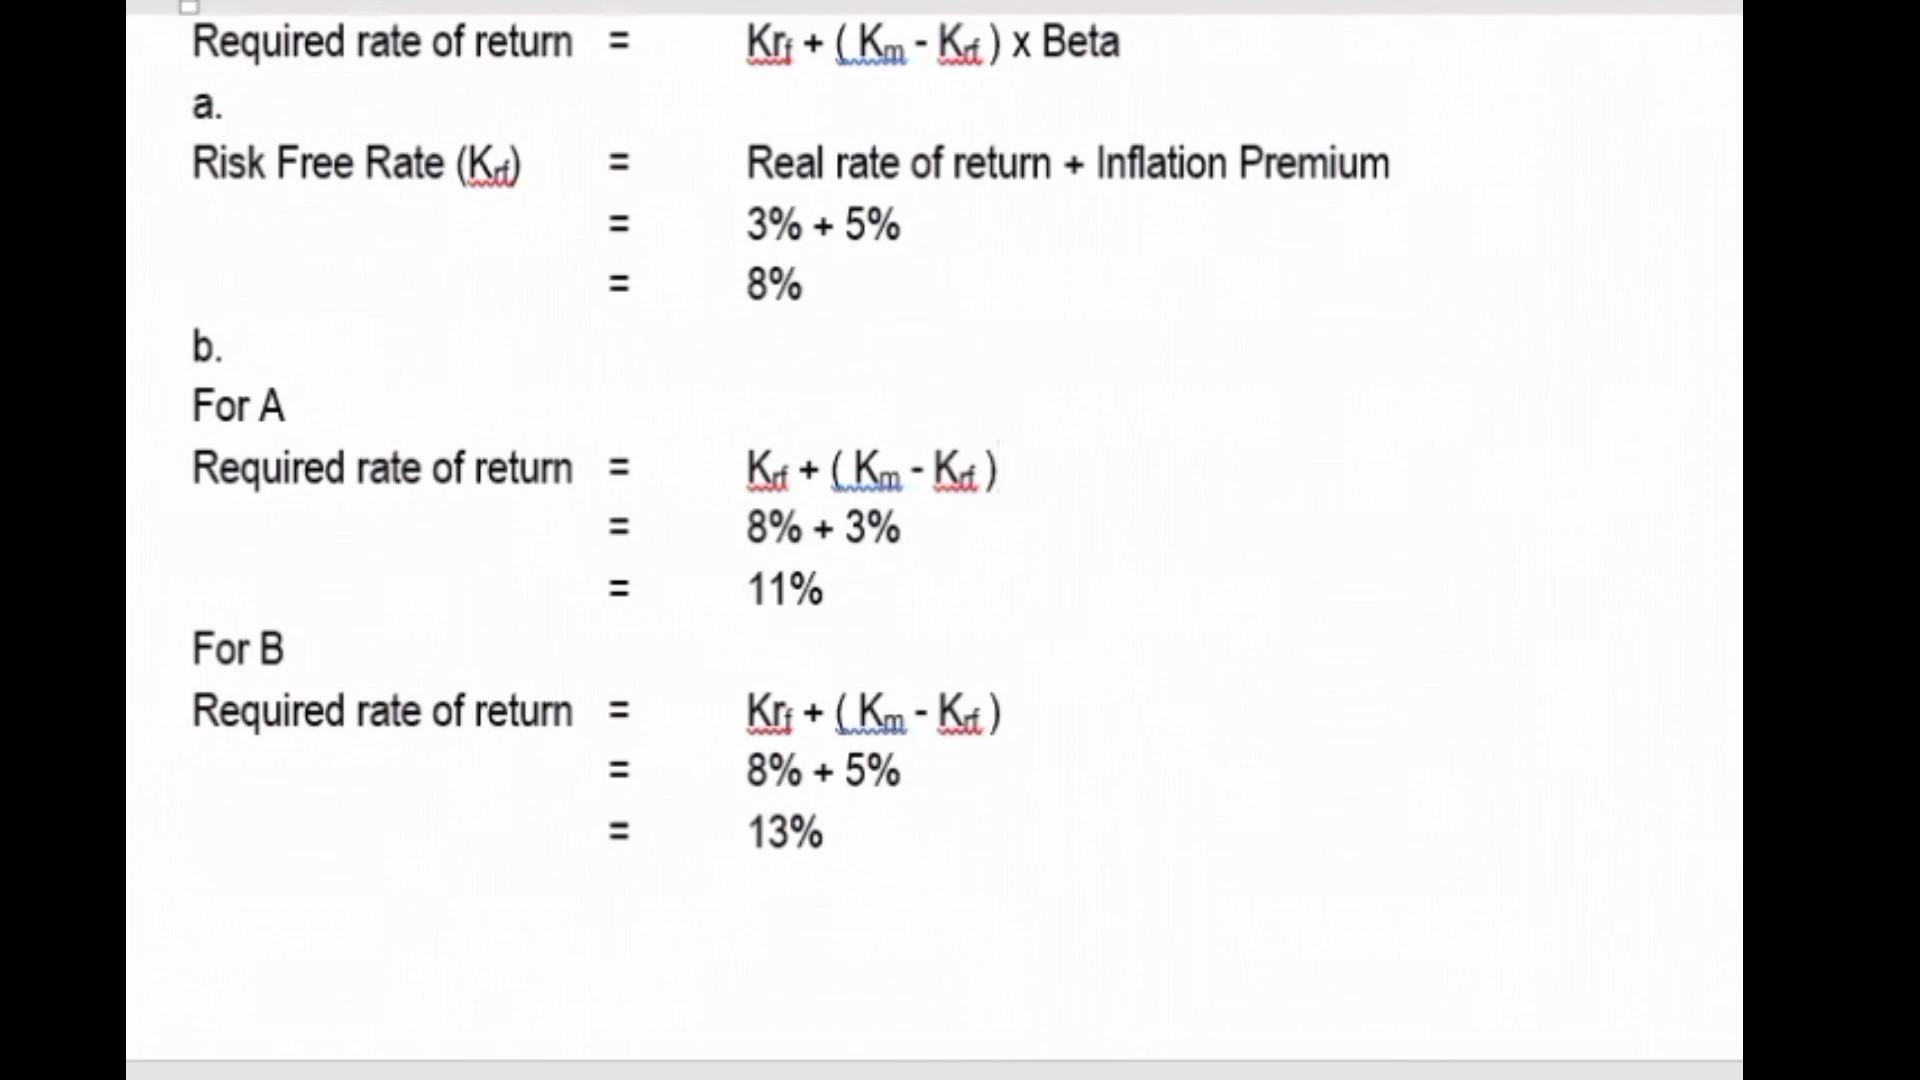 Required rate of return = Krf + ( Km - Krf ) x Beta
a.
Risk Free Rate (Krf) = Real rate of return + Inflation Premium
= 3% + 5%
= 8%
b.
For A
Required rate of return = Krf + ( Km - Krf )
= 8% + 3%
= 11%
For B
Required rate of return = Krf + ( Km - Krf )
= 8% + 5%
= 13%